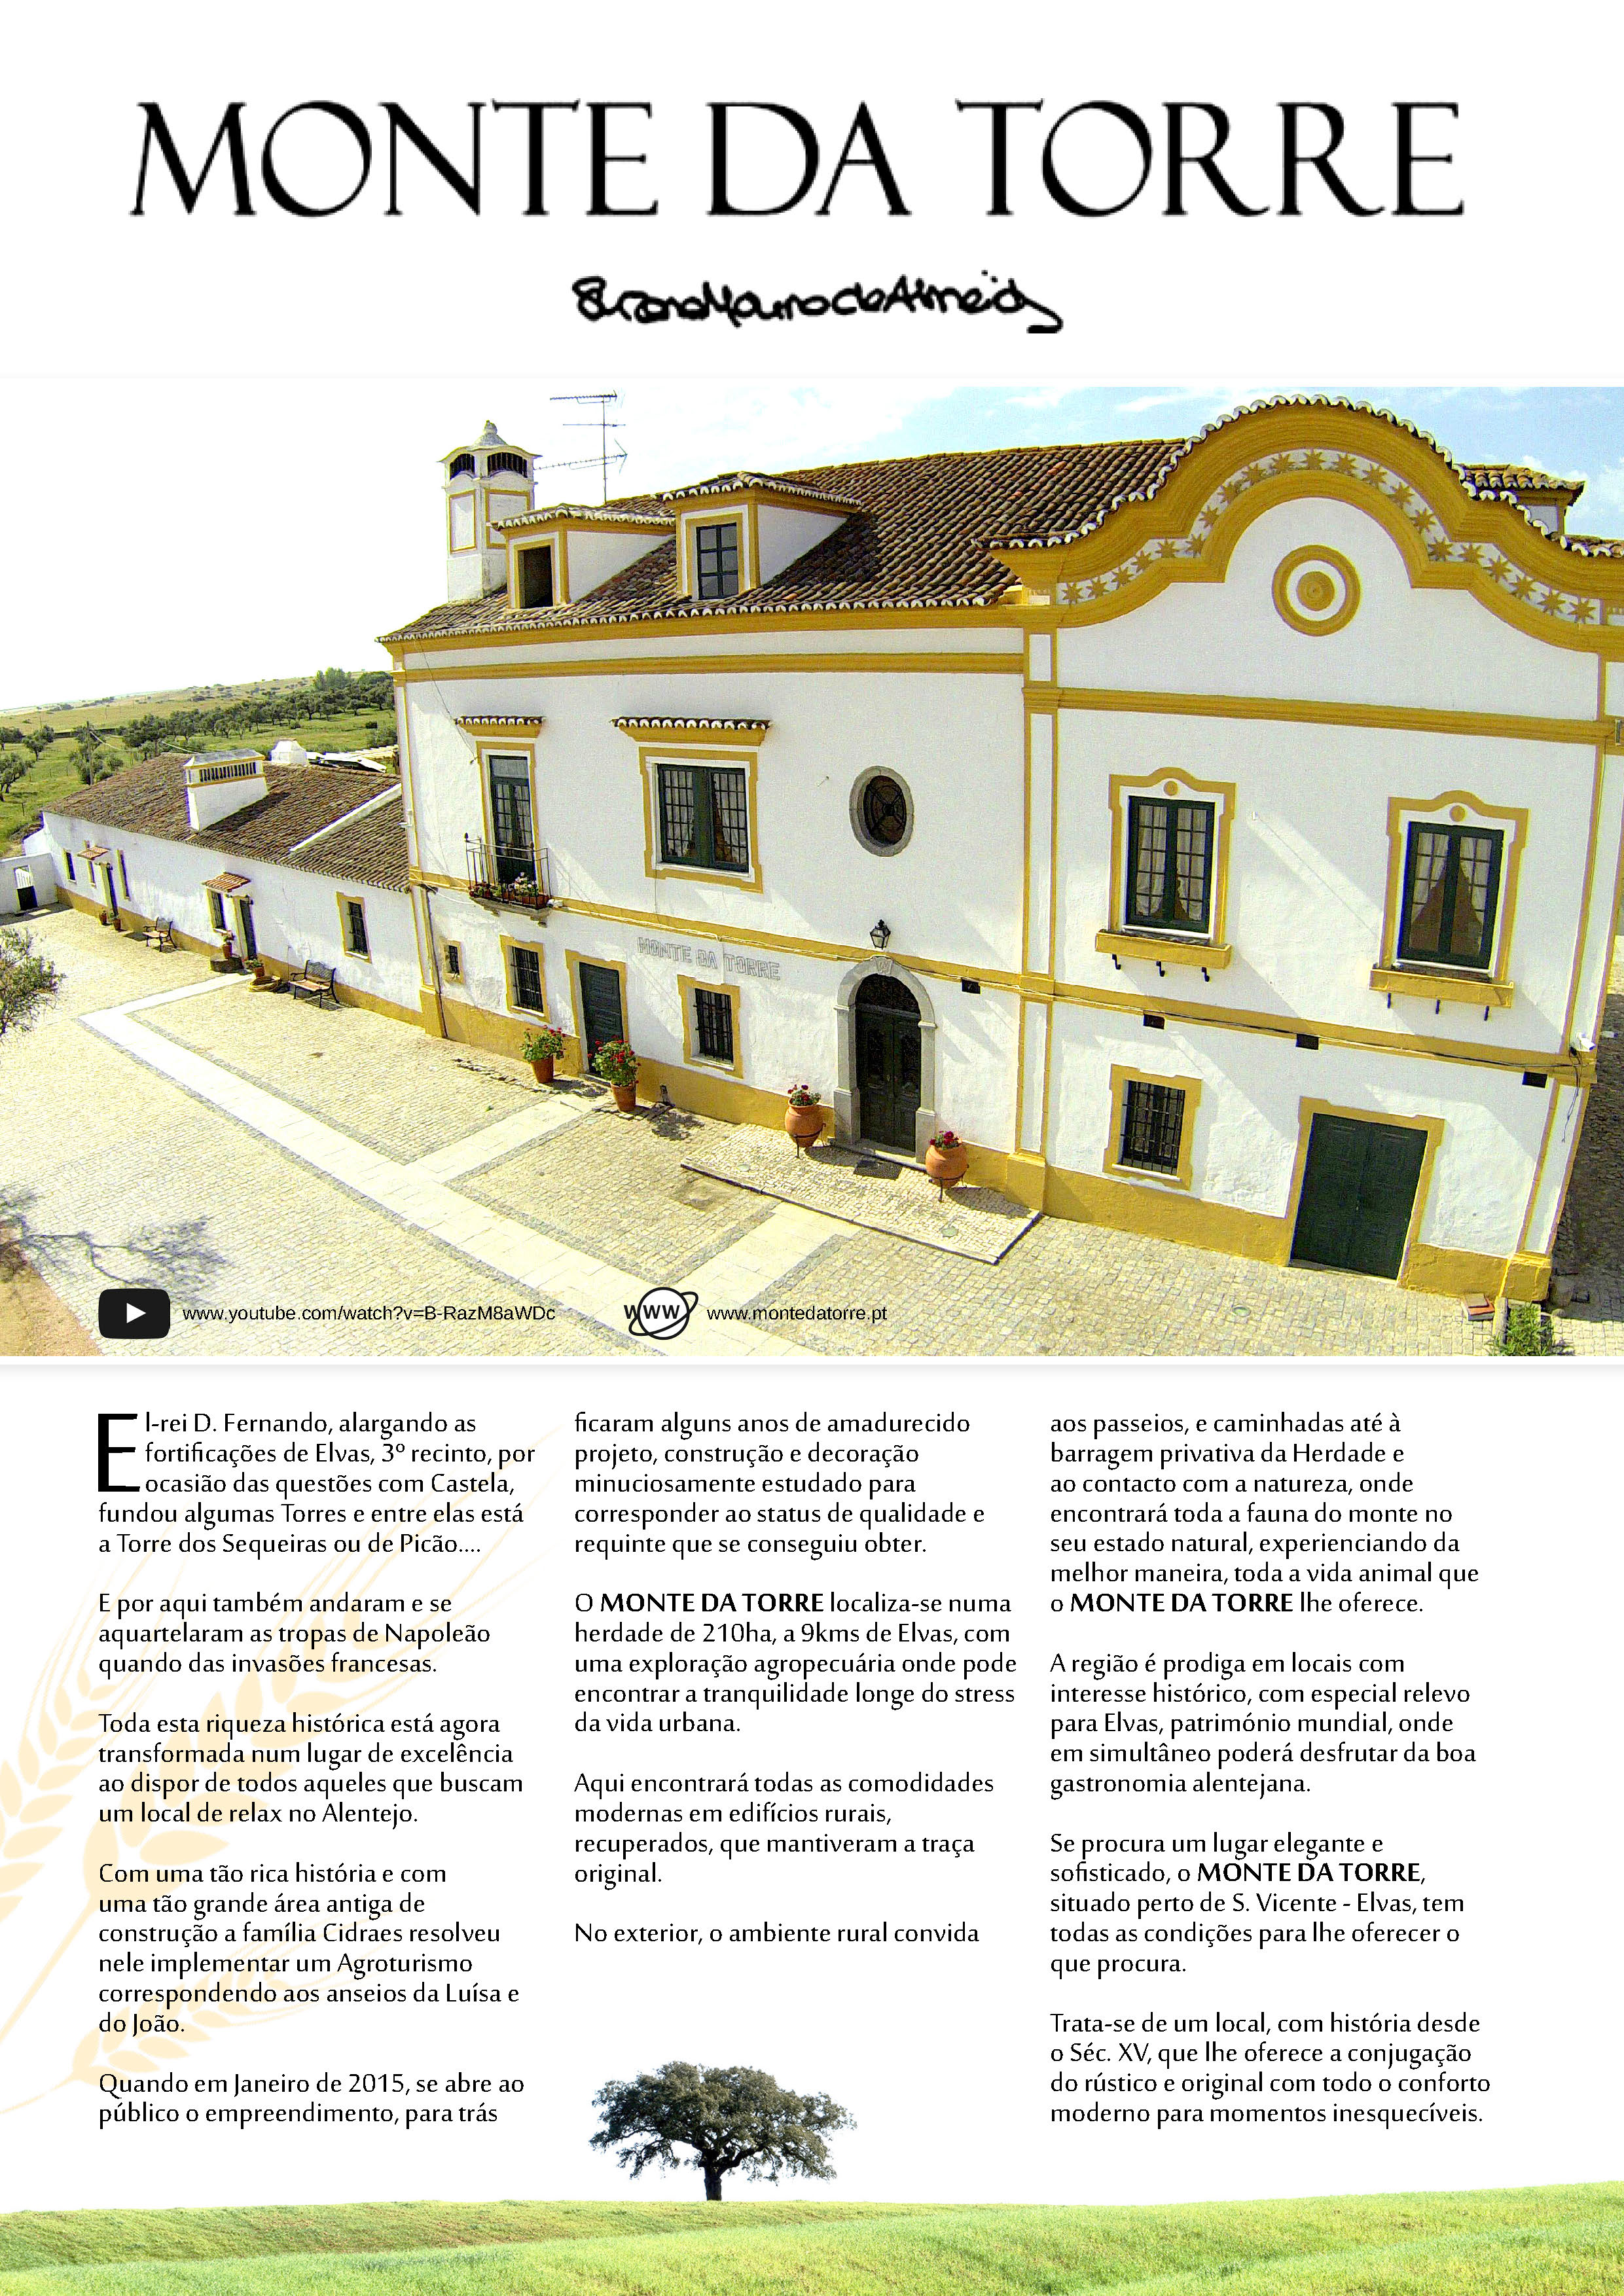 MONTE DA TORRE
MONTE DA TORRE
www.youtube.com/watch?v=B-RazM8aWDc
www
www.montedatorre.pt
El-rei D. Fernando, alargando as
fortificações de Elvas, 3º recinto, por
ocasião das questões com Castela,
fundou algumas Torres e entre elas está
a Torre dos Sequeiras ou de Picão....
E por aqui também andaram e se
aquartelaram as tropas de Napoleão
quando das invasões francesas.
Toda esta riqueza histórica está agora
transformada num lugar de excelência
ao dispor de todos aqueles que buscam
um local de relax no Alentejo.
Com uma tão rica história e com
uma tão grande área antiga de
construção a família Cidraes resolveu
nele implementar um Agroturismo
correspondendo aos anseios da Luísa e
do João.
Quando em Janeiro de 2015, se abre ao
público o empreendimento, para trás
ficaram alguns anos de amadurecido
projeto, construção e decoração
minuciosamente estudado para
corresponder ao status de qualidade e
requinte que se conseguiu obter.
O MONTE DA TORRE localiza-se numa
herdade de 210ha, a 9kms de Elvas, com
uma exploração agropecuária onde pode
encontrar a tranquilidade longe do stress
da vida urbana.
Aqui encontrará todas as comodidades
modernas em edifícios rurais,
recuperados, que mantiveram a traça
original.
No exterior, o ambiente rural convida
aos passeios, e caminhadas até à
barragem privativa da Herdade e
ao contacto com a natureza, onde
encontrará toda a fauna do monte no
seu estado natural, experienciando da
melhor maneira, toda a vida animal que
o MONTE DA TORRE lhe oferece.
A região é prodiga em locais com
interesse histórico, com especial relevo
para Elvas, património mundial, onde
em simultâneo poderá desfrutar da boa
gastronomia alentejana.
Se procura um lugar elegante e
sofisticado, o MONTE DA TORRE,
situado perto de S. Vicente - Elvas, tem
todas as condições para lhe oferecer o
que procura.
Trata-se de um local, com história desde
o Séc. XV, que lhe oferece a conjugação
do rústico e original com todo o conforto
moderno para momentos inesquecíveis.